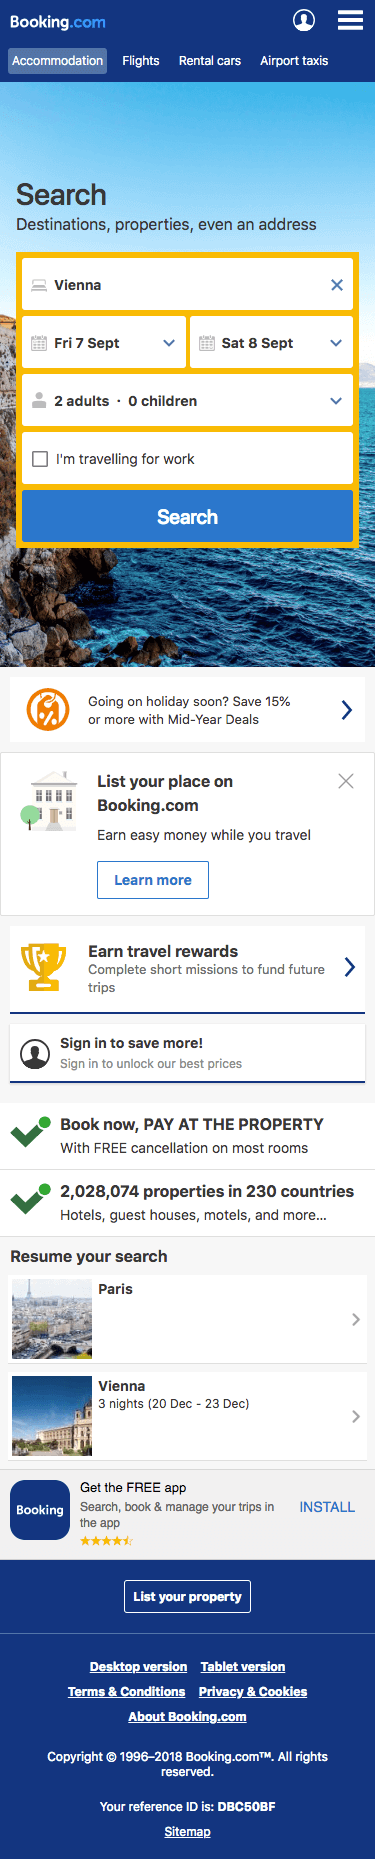 Booking.com
Accommodation Flights Rental cars Airport taxis
Search
Destinations, properties, even an address
Vienna
Fri 7 Sept
Sat 8 Sept
2 adults · 0 children
I'm travelling for work
Search
Going on holiday soon? Save 15%
or more with Mid-Year Deals
List your place on
Booking.com
Earn easy money while you travel
Learn more
Earn travel rewards
Complete short missions to fund future
trips
Sign in to save more!
Sign in to unlock our best prices
Book now, PAY AT THE PROPERTY
With FREE cancellation on most rooms
2,028,074 properties in 230 countries
Hotels, guest houses, motels, and more...
Resume your search
Paris
Vienna
3 nights (20 Dec - 23 Dec)
Booking
Get the FREE app
Search, book & manage your trips in
the app
INSTALL
List your property
Desktop version Tablet version
Terms & Conditions Privacy & Cookies
About Booking.com
Copyright © 1996–2018 Booking.com™. All rights
reserved.
Your reference ID is: DBC50BF
Sitemap